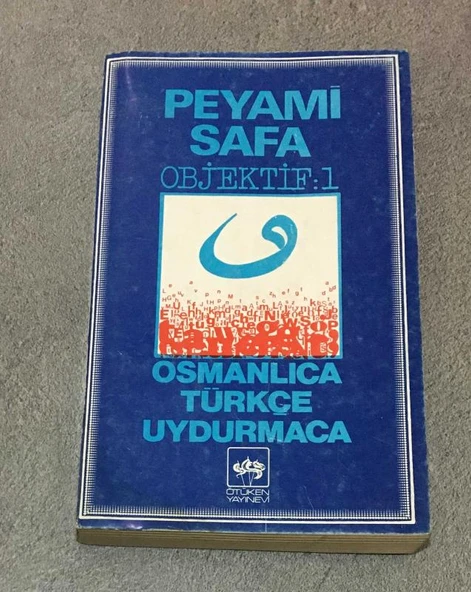 PEYAMİ
SAFA
OBJEKTİF:1
و
OSMANLICA
TÜRKÇE
UYDURMACA
ÖTÜKEN
YAYINEVİ